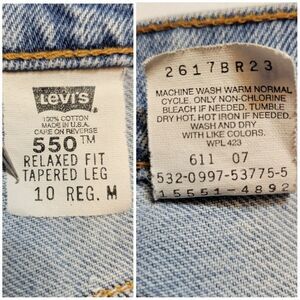 Levi's
100% COTTON
MADE IN U.S.A.
CARE ON REVERSE
550™
RELAXED FIT
TAPERED LEG
10 REG. M
2617BR23
MACHINE WASH WARM NORMAL
CYCLE. ONLY NON-CHLORINE
BLEACH IF NEEDED. TUMBLE
DRY HOT. HOT IRON IF NEEDED.
WASH AND DRY
WITH LIKE COLORS.
WPL 423
611 07
532-0997-53775-5
15551-4892